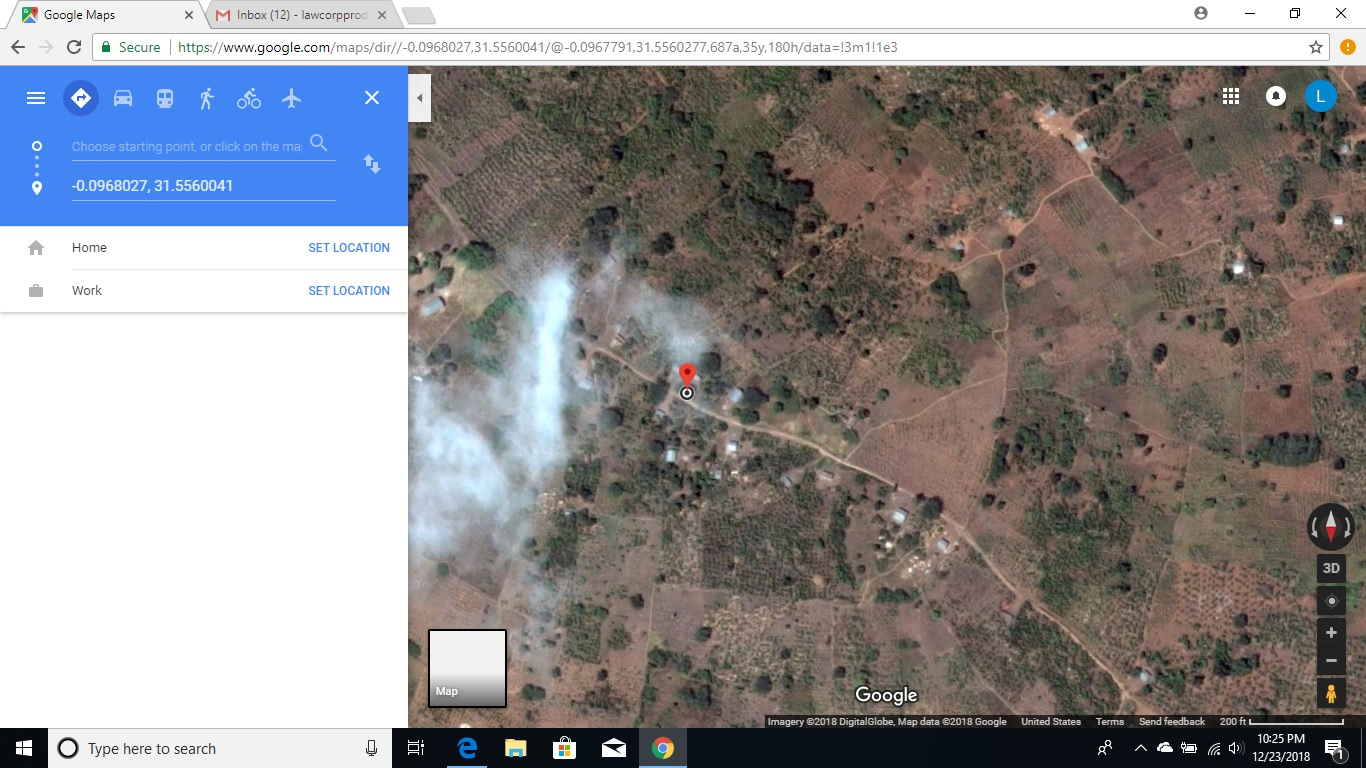 Google Maps
Inbox (12) - lawcorpprod
Secure
https://www.google.com/maps/dir//-0.0968027,31.5560041/@-0.0967791,31.5560277,687a,35y,180h/data=!3m1!1e3
L
Choose starting point, or click on the ma
-0.0968027, 31.5560041
Home
SET LOCATION
Work
SET LOCATION
3D
Map
Google
Imagery ©2018 DigitalGlobe, Map data ©2018 Google
United States
Terms
Send feedback
200 ft
Type here to search
10:25 PM
12/23/2018
1